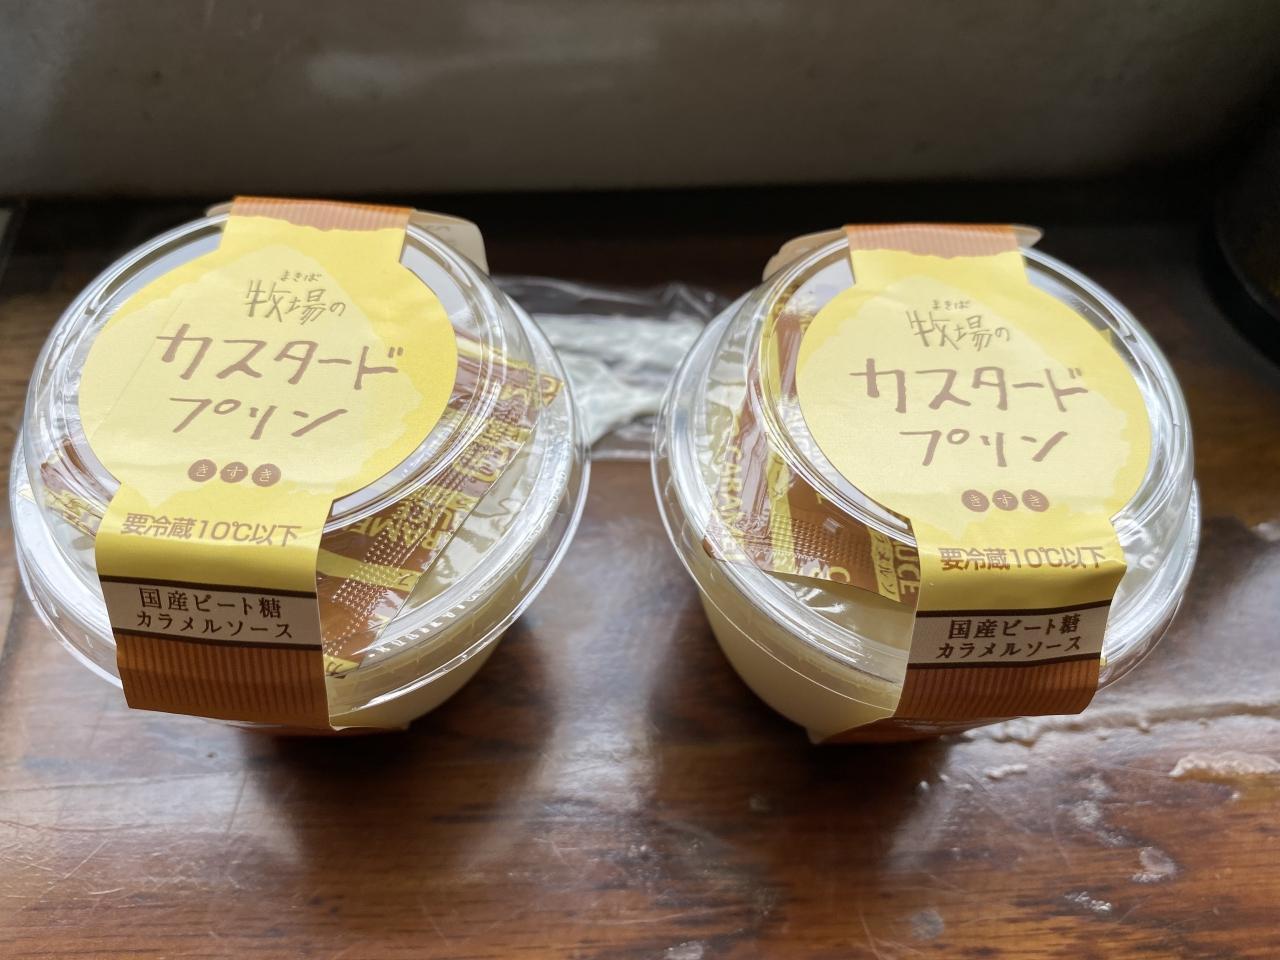 まきば
牧場の
カスタード
プリン
きすき
要冷蔵10℃以下
国産ビート糖
カラメルソース
まきば
牧場の
カスタード
プリン
きすき
要冷蔵10℃以下
国産ビート糖
カラメルソース